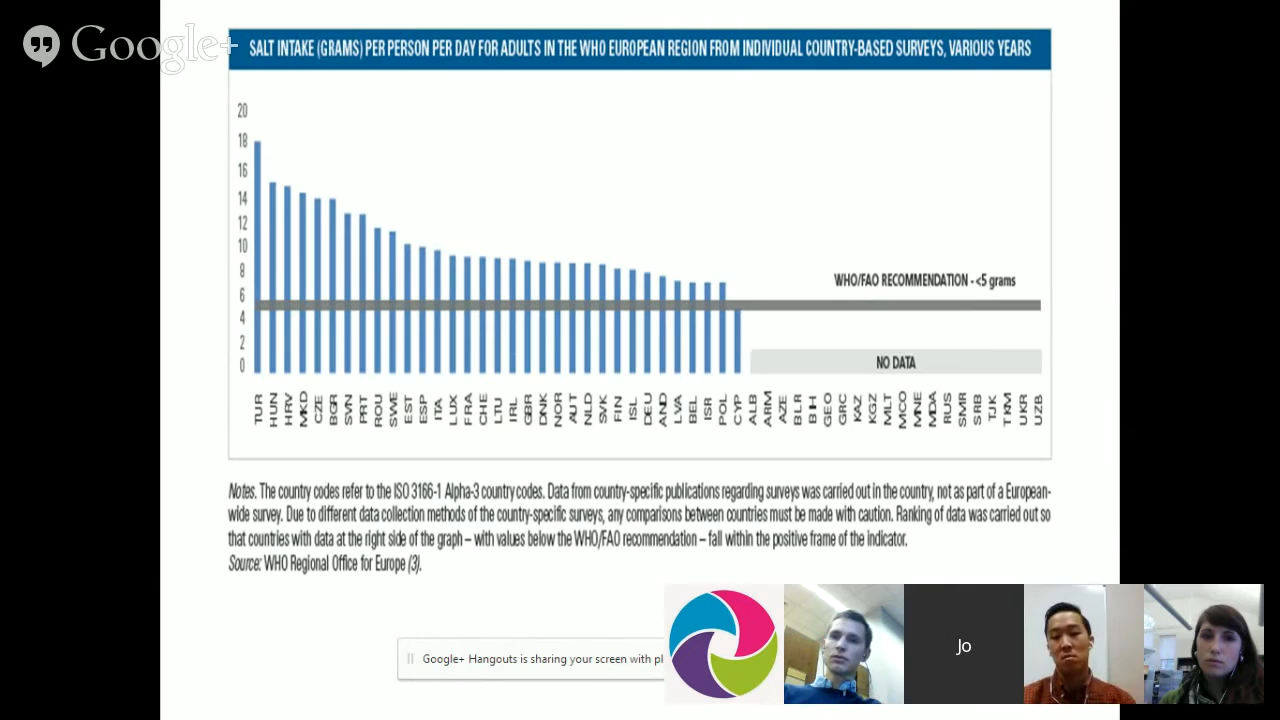 Google+
SALT INTAKE (GRAMS) PER PERSON PER DAY FOR ADULTS IN THE WHO EUROPEAN REGION FROM INDIVIDUAL COUNTRY-BASED SURVEYS, VARIOUS YEARS
20
18
16
14
12
10
8
6
4
2
0
WHO/FAO RECOMMENDATION - <5 grams
NO DATA
TUR HUN HRV MKD CZE BGR SVN PRT ROU SWE EST ESP ITA LUX FRA CHE LTU IRL GBR DNK NOR AUT NLD SVK FIN ISL DEU AND LVA BEL ISR POL CYP ALB ARM AZE BLR BIH GEO GRC KAZ KGZ MLT MCO MNE MDA RUS SMR SRB TJK TKM UKR UZB
Notes. The country codes refer to the ISO 3166-1 Alpha-3 country codes. Data from country-specific publications regarding surveys was carried out in the country, not as part of a European-
wide survey. Due to different data collection methods of the country-specific surveys, any comparisons between countries must be made with caution. Ranking of data was carried out so
that countries with data at the right side of the graph – with values below the WHO/FAO recommendation – fall within the positive frame of the indicator.
Source: WHO Regional Office for Europe (3).
Google+ Hangouts is sharing your screen with pl
Jo